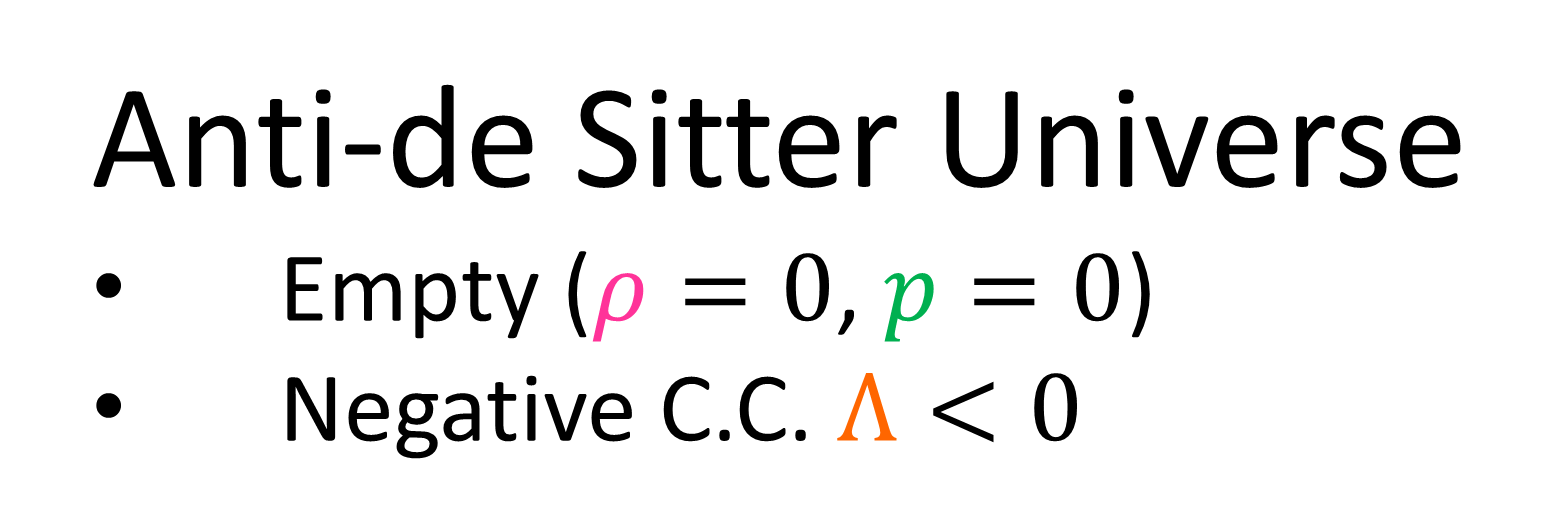 Anti-de Sitter Universe
• Empty (ρ = 0, p = 0)
• Negative C.C. Λ < 0